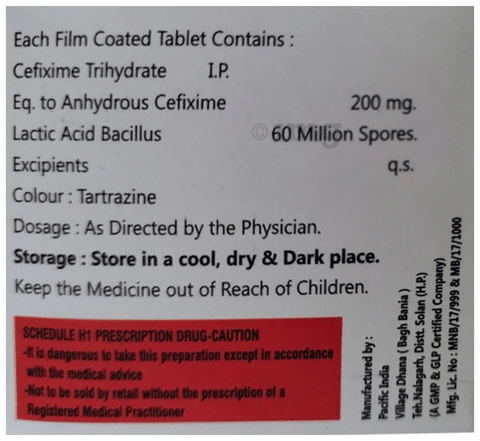 Each Film Coated Tablet Contains :
Cefixime Trihydrate I.P.
Eq. to Anhydrous Cefixime 200 mg.
Lactic Acid Bacillus 60 Million Spores.
Excipients q.s.
Colour : Tartrazine
Dosage : As Directed by the Physician.
Storage : Store in a cool, dry & Dark place.
Keep the Medicine out of Reach of Children.
SCHEDULE H1 PRESCRIPTION DRUG-CAUTION
-It is dangerous to take this preparation except in accordance
with the medical advice
-Not to be sold by retail without the prescription of a
Registered Medical Practitioner
Manufactured by :
Pacific India
Village Dhana ( Bagh Bania )
Teh.Nalagarh, Distt. Solan (H.P.)
(A GMP & GLP Certified Company)
Mfg. Lic. No : MNB/17/999 & MB/17/1000